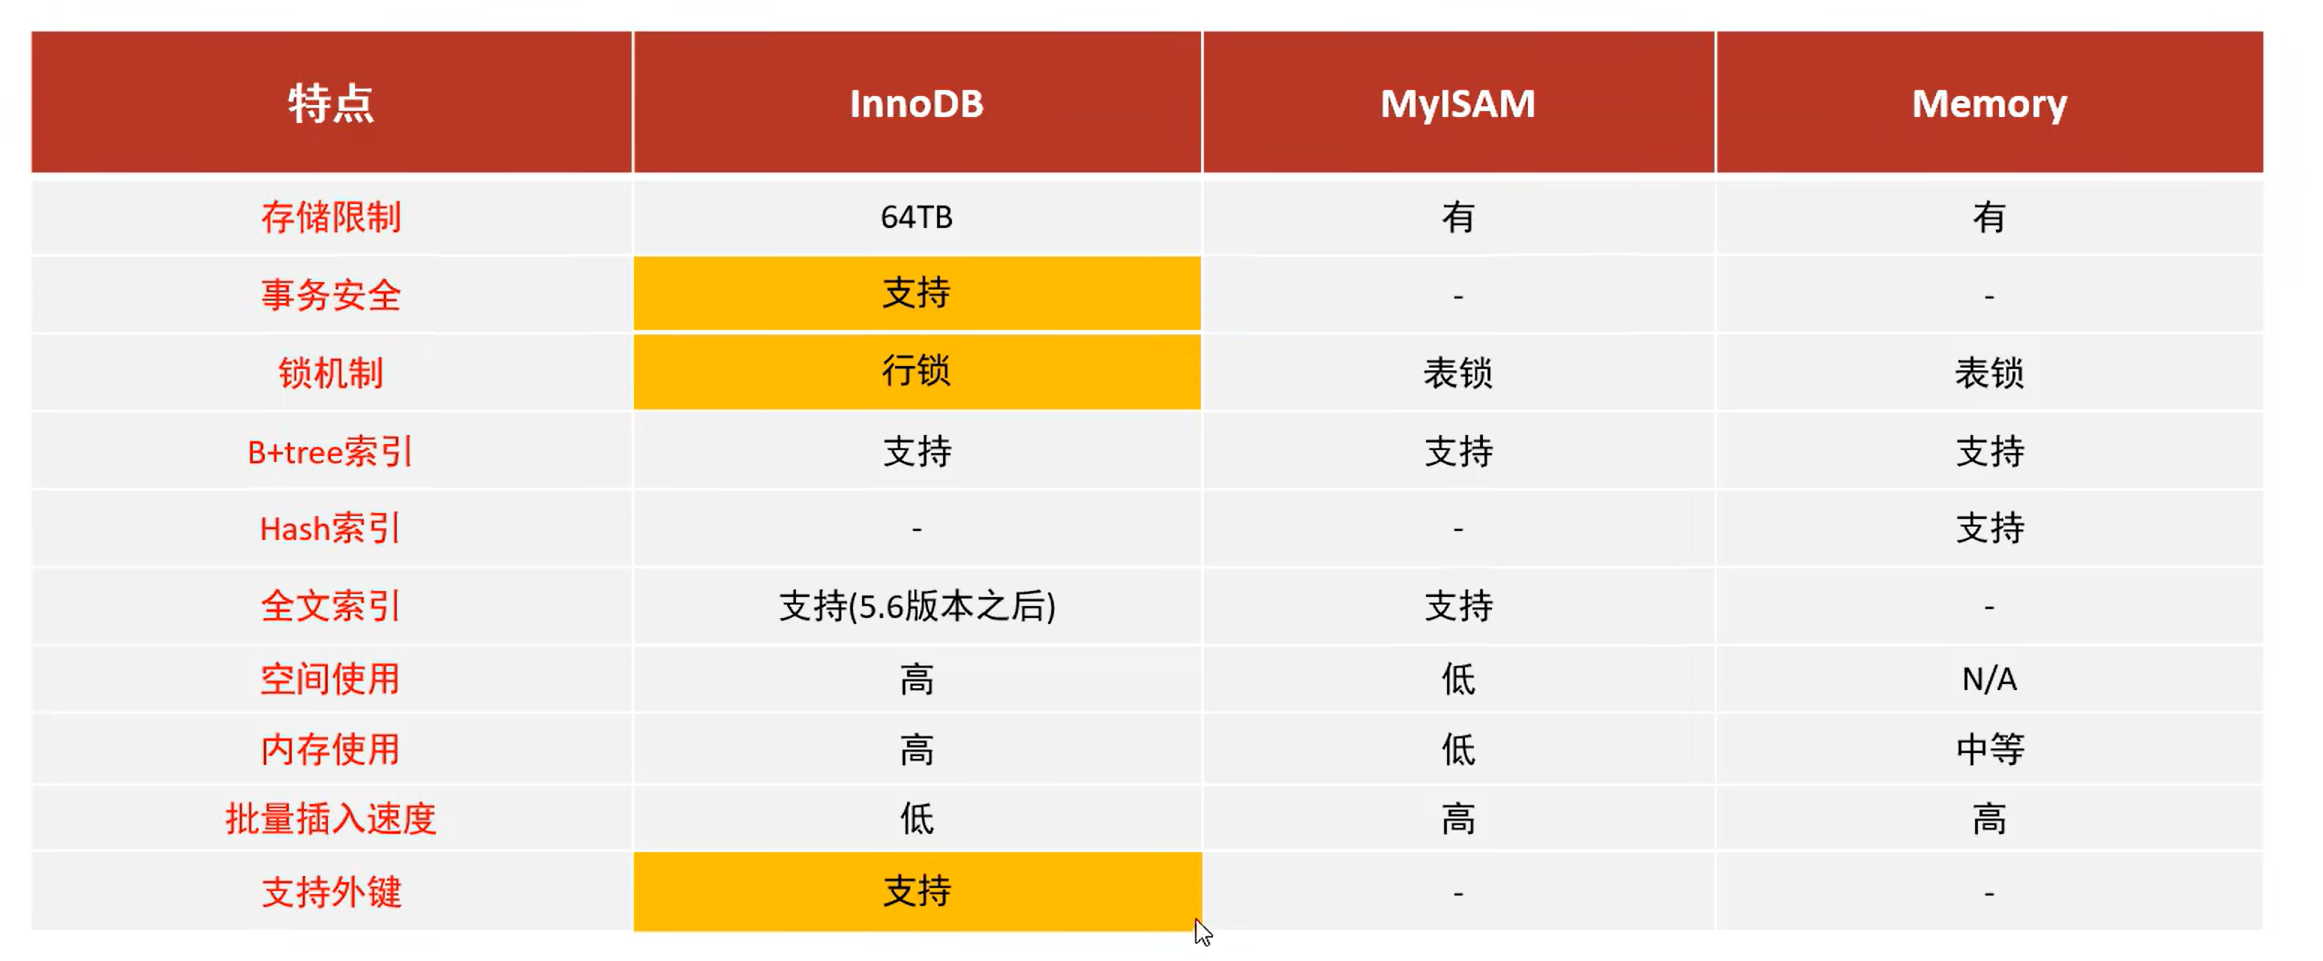 特点 InnoDB MyISAM Memory
存储限制 64TB 有 有
事务安全 支持 - -
锁机制 行锁 表锁 表锁
B+tree索引 支持 支持 支持
Hash索引 - - 支持
全文索引 支持(5.6版本之后) 支持 -
空间使用 高 低 N/A
内存使用 高 低 中等
批量插入速度 低 高 高
支持外键 支持 - -